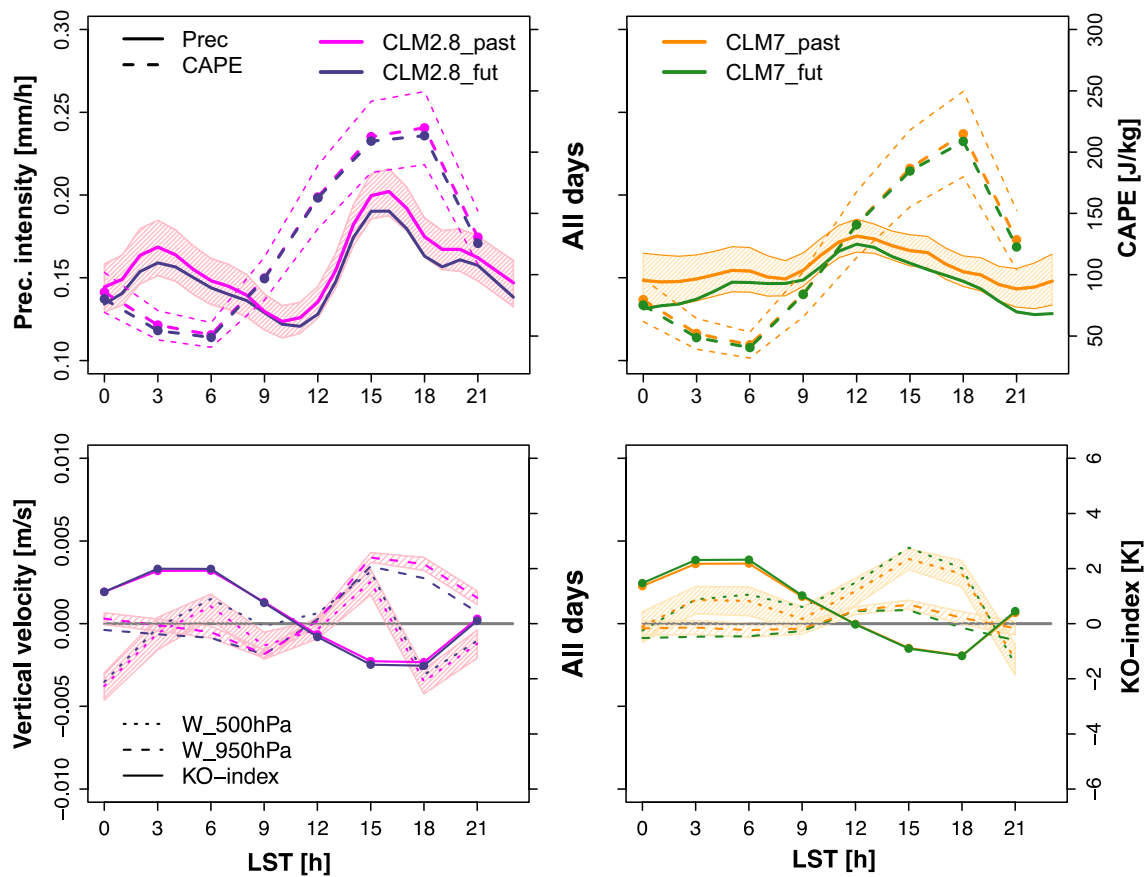 Prec. intensity [mm/h]
0.30
0.25
0.20
0.15
0.10
Prec
CAPE
CLM2.8_past
CLM2.8_fut
0 3 6 9 12 15 18 21
All days
CLM7_past
CLM7_fut
0 3 6 9 12 15 18 21
300
250
200
150
100
50
CAPE [J/kg]
Vertical velocity [m/s]
0.010
0.005
0.000
−0.005
−0.010
W_500hPa
W_950hPa
KO−index
0 3 6 9 12 15 18 21
LST [h]
All days
0 3 6 9 12 15 18 21
LST [h]
6
4
2
0
−2
−4
−6
KO−index [K]